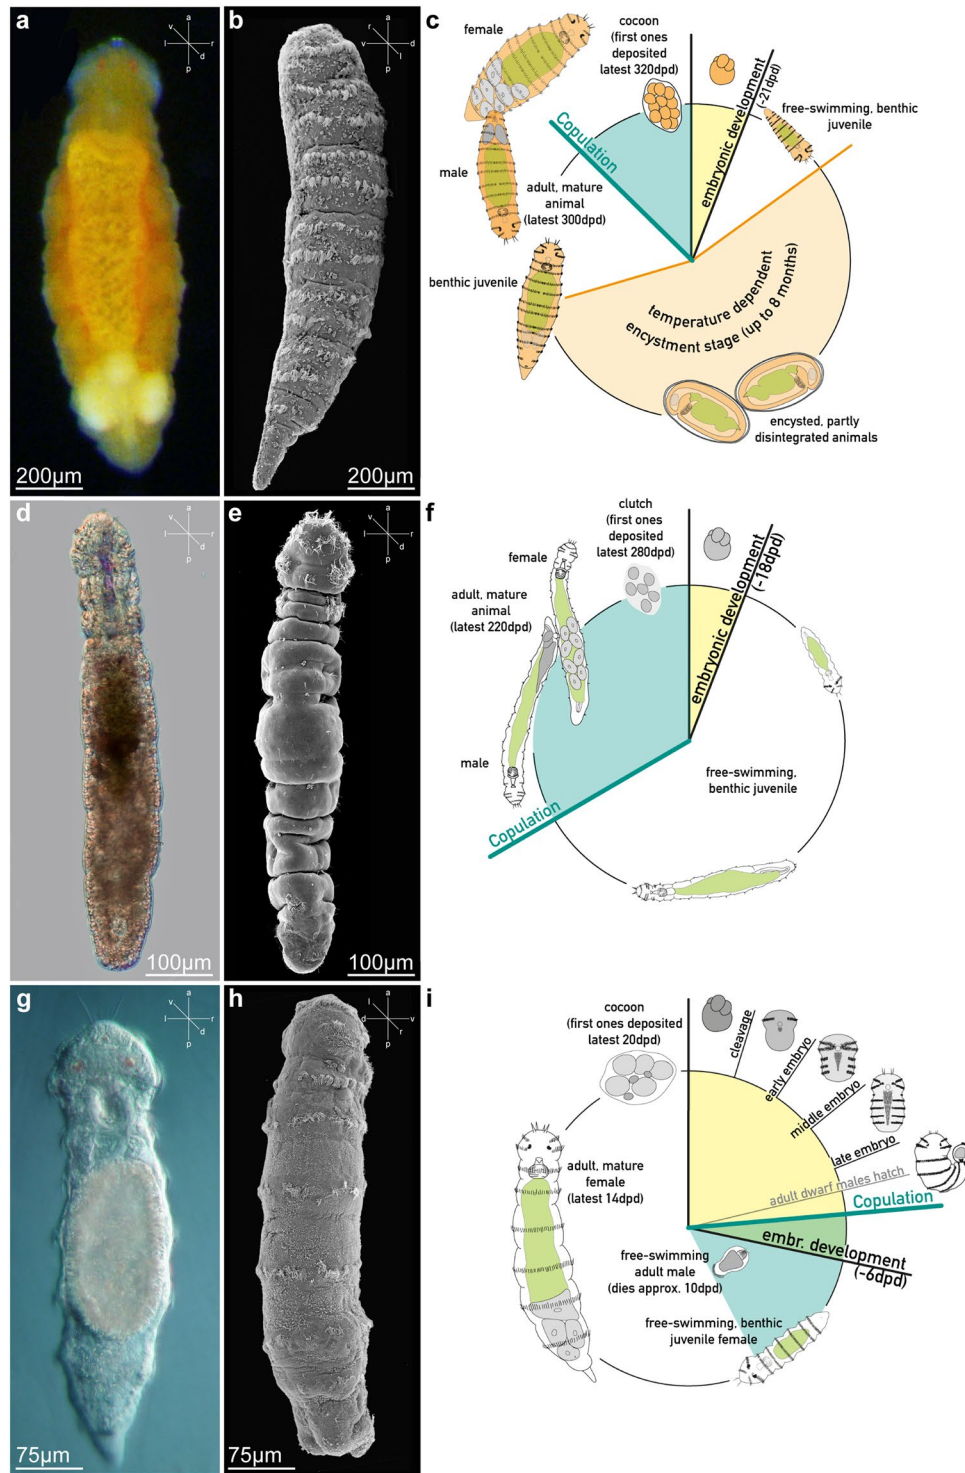 a
a
v
r
l
d
p
200µm
b
a
v
d
r
l
p
200µm
c
female
cocoon
(first ones
deposited
latest 320dpd)
embryonic development
(-21dpd)
free-swimming, benthic
juvenile
Copulation
male
adult, mature
animal
(latest 300dpd)
benthic juvenile
temperature dependent
encystment stage (up to 8 months)
encysted, partly
disintegrated animals
d
a
v
r
l
d
p
100µm
e
a
v
r
l
d
p
100µm
f
clutch
(first ones
deposited
latest 280dpd)
female
adult, mature
animal
(latest 220dpd)
embryonic development
(-18dpd)
male
free-swimming,
benthic juvenile
Copulation
g
a
v
r
l
d
p
75µm
h
a
l
d
r
v
p
75µm
i
cocoon
(first ones deposited
latest 20dpd)
cleavage
early embryo
middle embryo
late embryo
adult dwarf males hatch
Copulation
adult, mature
female
(latest 14dpd)
embr. development
(-6dpd)
free-swimming
adult male
(dies approx. 10dpd)
free-swimming, benthic
juvenile female